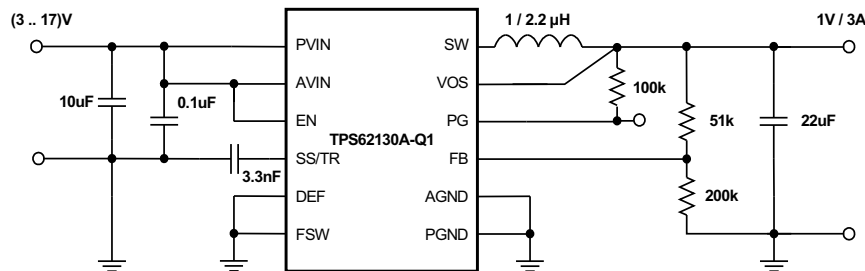 (3 .. 17)V
1 / 2.2 µH
1V / 3A
PVIN
SW
AVIN
VOS
10uF
0.1uF
100k
EN
PG
51k
22uF
TPS62130A-Q1
SS/TR
FB
3.3nF
DEF
AGND
200k
FSW
PGND